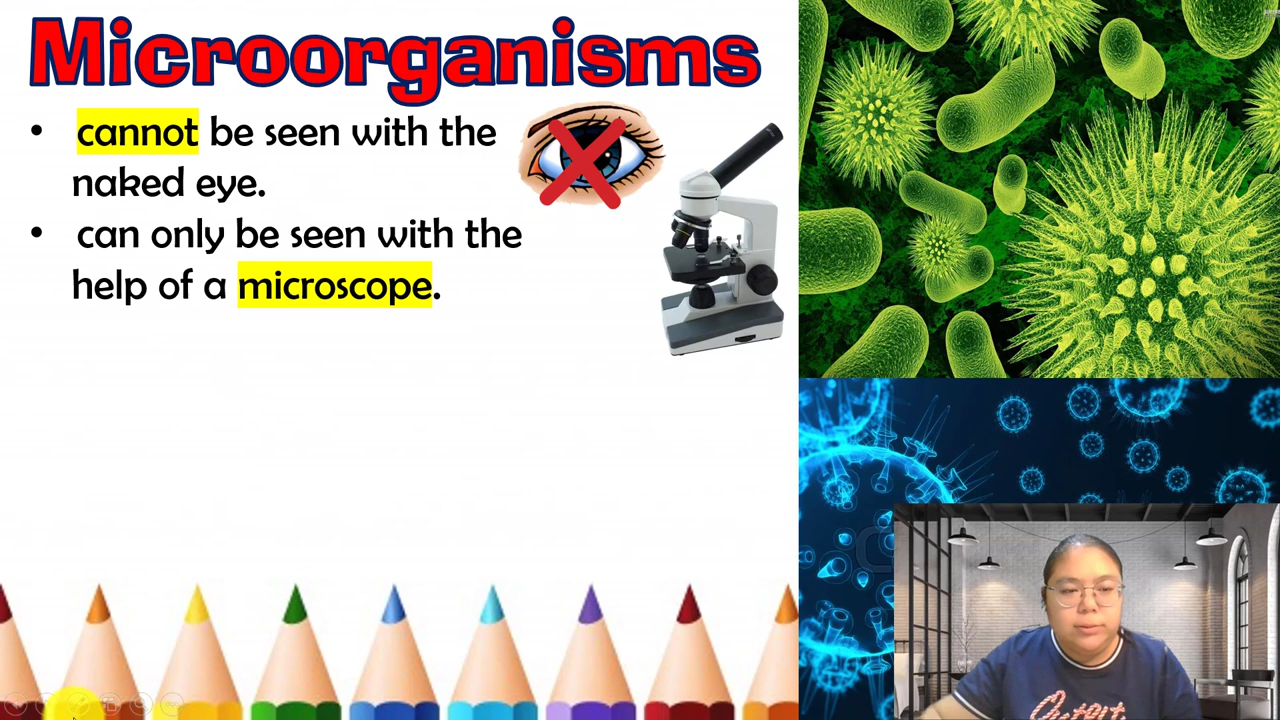 Microorganisms
• cannot be seen with the
naked eye.
• can only be seen with the
help of a microscope.